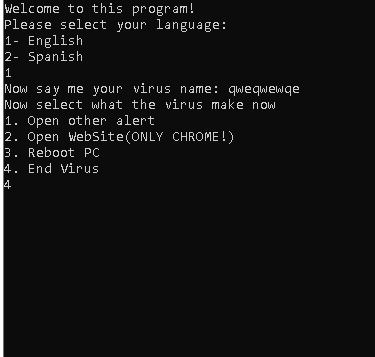 Welcome to this program!
Please select your language:
1- English
2- Spanish
1
Now say me your virus name: qweqwewqe
Now select what the virus make now
1. Open other alert
2. Open WebSite(ONLY CHROME!)
3. Reboot PC
4. End Virus
4